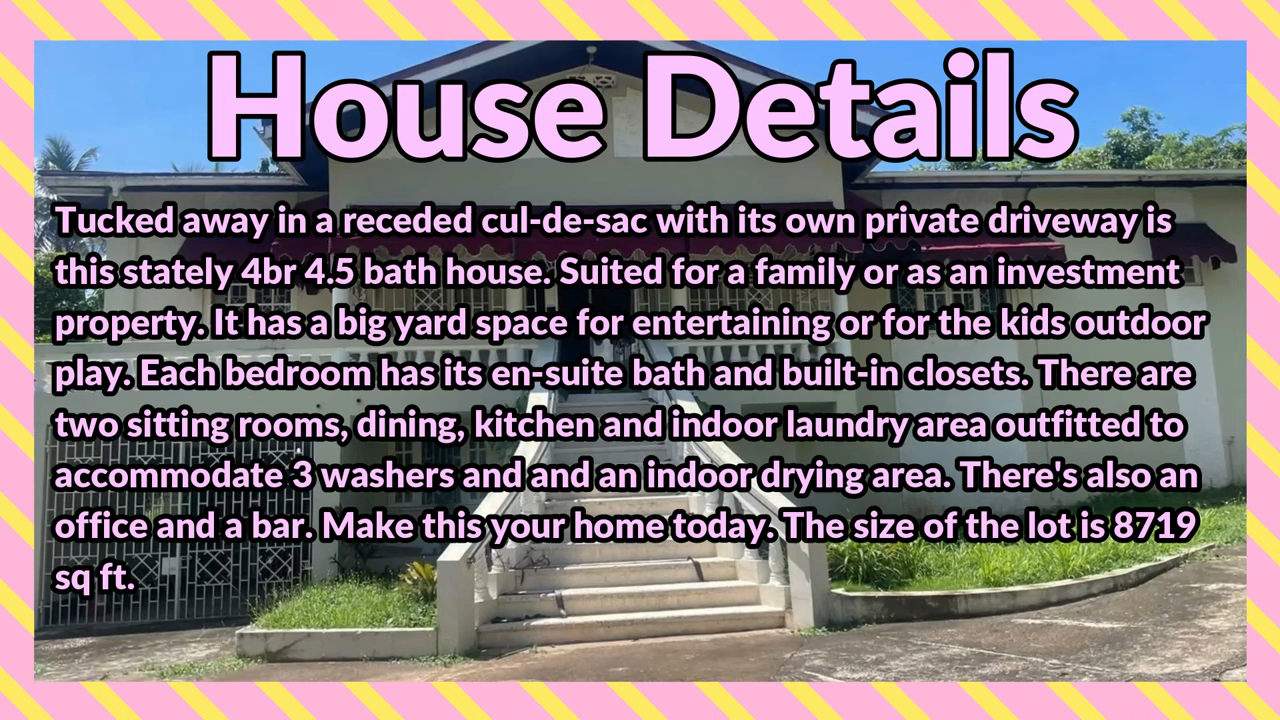 House Details
Tucked away in a receded cul-de-sac with its own private driveway is
this stately 4br 4.5 bath house. Suited for a family or as an investment
property. It has a big yard space for entertaining or for the kids outdoor
play. Each bedroom has its en-suite bath and built-in closets. There are
two sitting rooms, dining, kitchen and indoor laundry area outfitted to
accommodate 3 washers and and an indoor drying area. There's also an
office and a bar. Make this your home today. The size of the lot is 8719
sq ft.